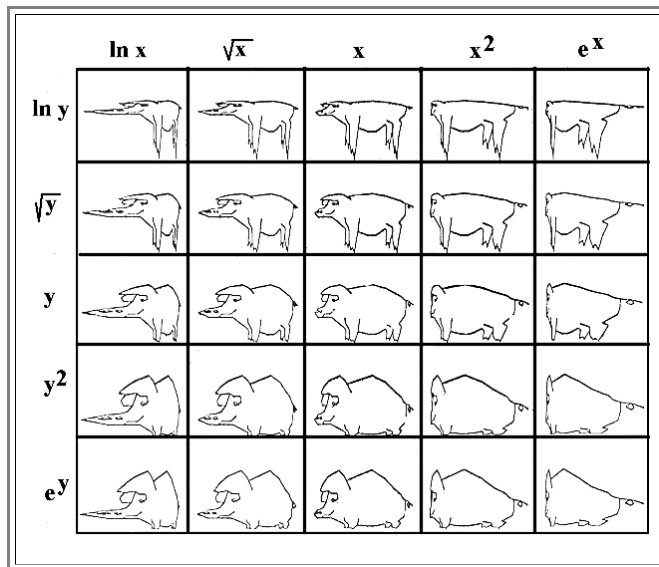 ln x √x x x² eˣ
ln y
√y
y
y²
eʸ